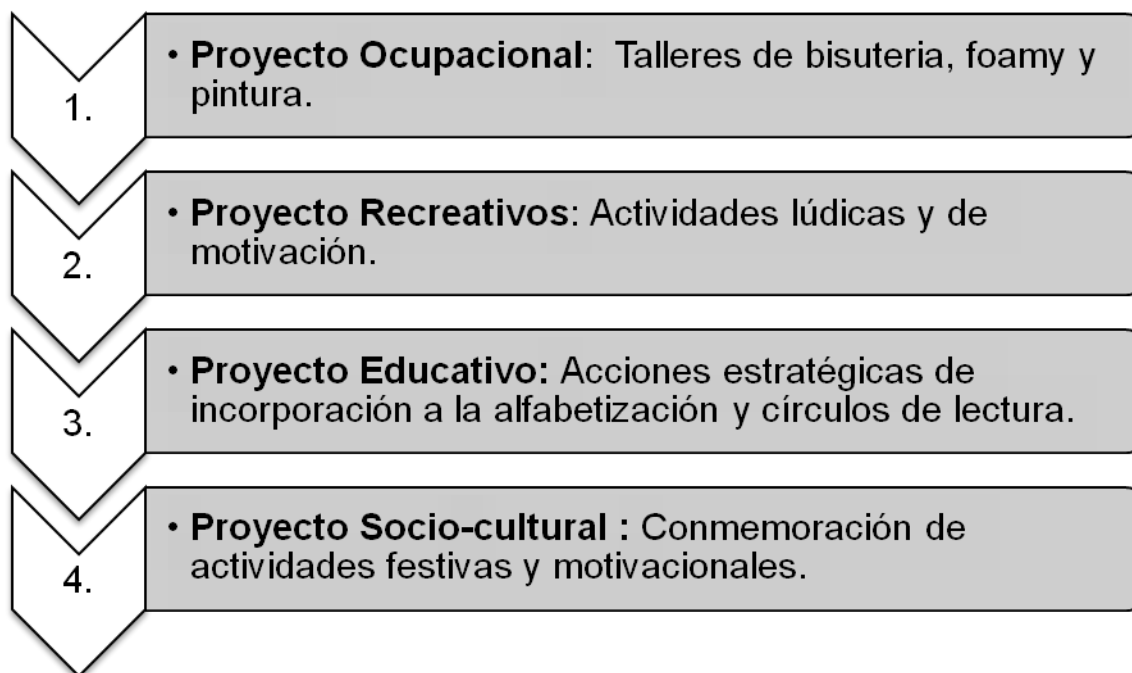 1.
• Proyecto Ocupacional: Talleres de bisuteria, foamy y
pintura.
2.
• Proyecto Recreativos: Actividades lúdicas y de
motivación.
3.
• Proyecto Educativo: Acciones estratégicas de
incorporación a la alfabetización y círculos de lectura.
4.
• Proyecto Socio-cultural : Conmemoración de
actividades festivas y motivacionales.